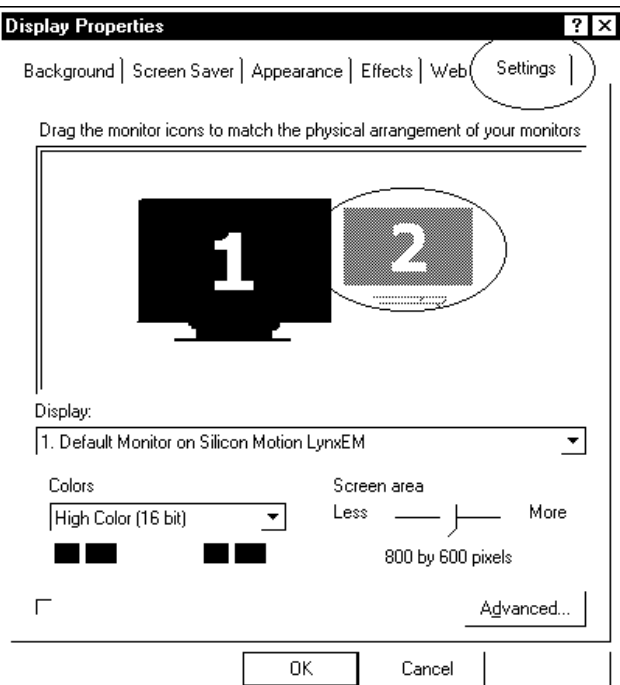 Display Properties ? ×
Background Screen Saver Appearance Effects Web Settings
Drag the monitor icons to match the physical arrangement of your monitors
1 2
Display:
1. Default Monitor on Silicon Motion LynxEM
Colors Screen area
High Color (16 bit) Less More
800 by 600 pixels
Advanced...
OK Cancel